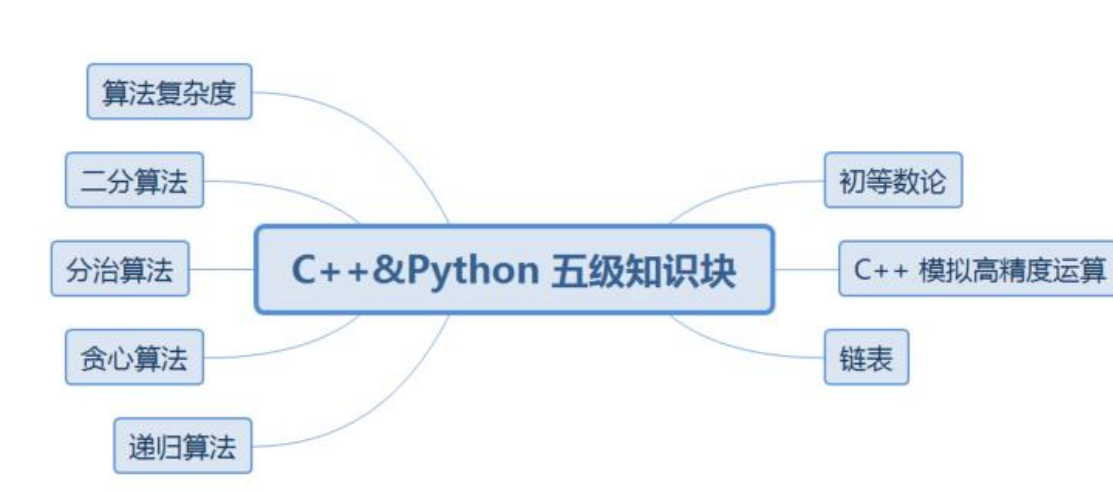 算法复杂度
二分算法
分治算法
贪心算法
递归算法
C++&Python 五级知识块
初等数论
C++ 模拟高精度运算
链表